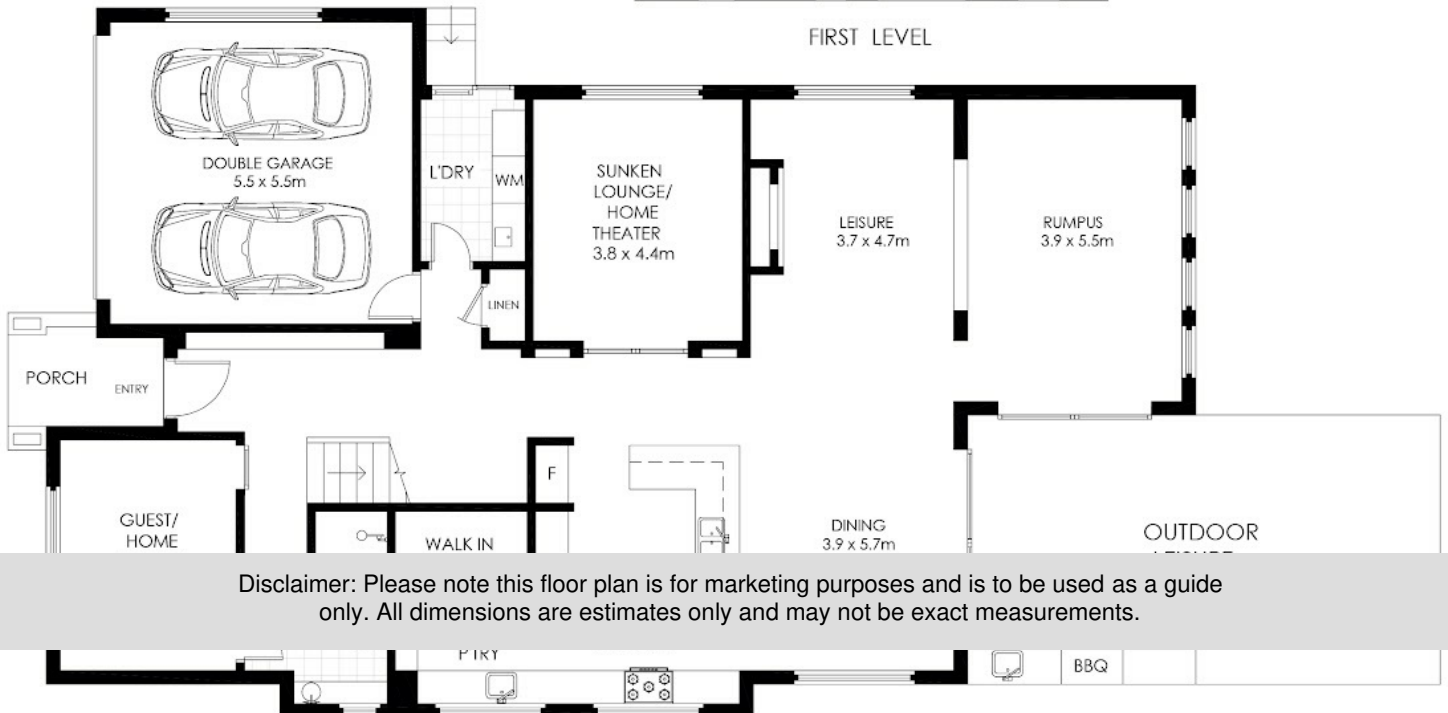 FIRST LEVEL
DOUBLE GARAGE
5.5 x 5.5m
L'DRY
WM
SUNKEN
LOUNGE/
HOME
THEATER
3.8 x 4.4m
LEISURE
3.7 x 4.7m
RUMPUS
3.9 x 5.5m
LINEN
PORCH
ENTRY
F
GUEST/
HOME
WALK IN
DINING
3.9 x 5.7m
OUTDOOR
Disclaimer: Please note this floor plan is for marketing purposes and is to be used as a guide
only. All dimensions are estimates only and may not be exact measurements.
P'TRY
BBQ